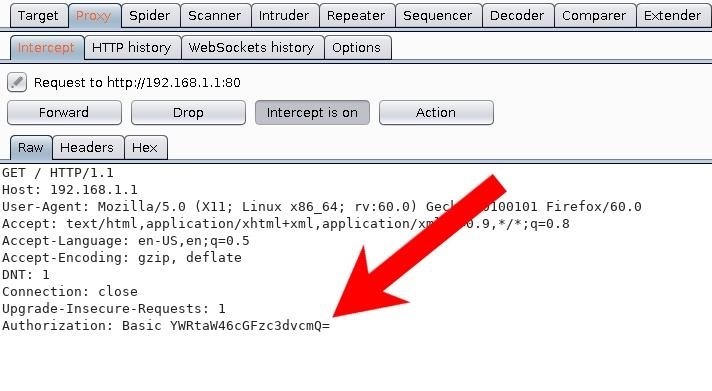 Target Proxy Spider Scanner Intruder Repeater Sequencer Decoder Comparer Extender
Intercept HTTP history WebSockets history Options
Request to http://192.168.1.1:80
Forward Drop Intercept is on Action
Raw Headers Hex
GET / HTTP/1.1
Host: 192.168.1.1
User-Agent: Mozilla/5.0 (X11; Linux x86_64; rv:60.0) 0100101 Firefox/60.0
Accept: text/html,application/xhtml+xml,application/ 0.9,*/*;q=0.8
Accept-Language: en-US,en;q=0.5
Accept-Encoding: gzip, deflate
DNT: 1
Connection: close
Upgrade-Insecure-Requests: 1
Authorization: Basic YWRtaW46cGFzc3dvcmQ=